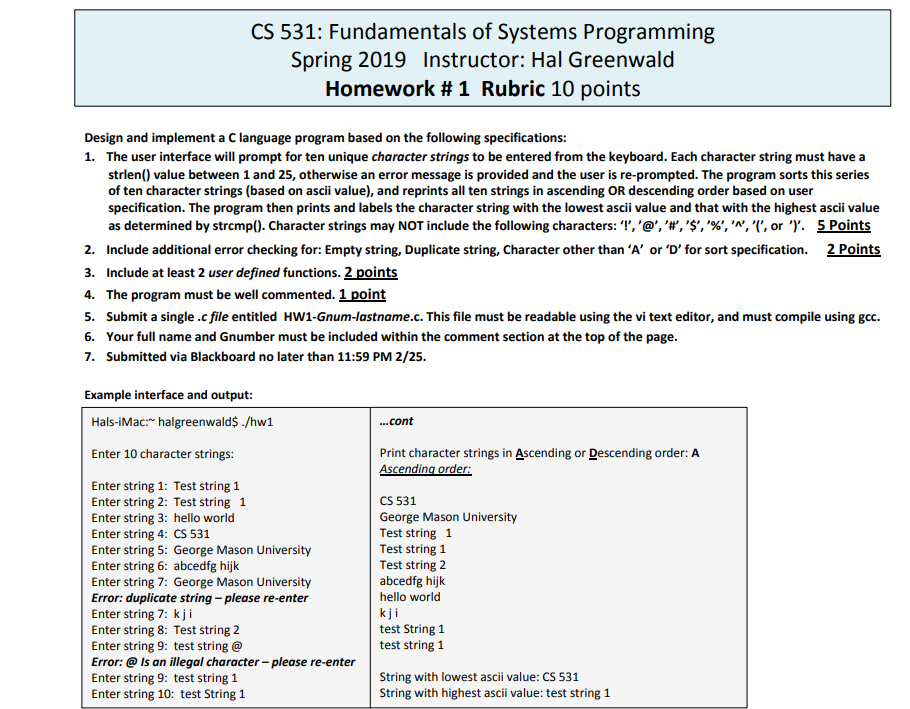 CS 531: Fundamentals of Systems Programming
Spring 2019 Instructor: Hal Greenwald
Homework # 1 Rubric 10 points
Design and implement a C language program based on the following specifications:
1. The user interface will prompt for ten unique character strings to be entered from the keyboard. Each character string must have a
strlen() value between 1 and 25, otherwise an error message is provided and the user is re-prompted. The program sorts this series
of ten character strings (based on ascii value), and reprints all ten strings in ascending OR descending order based on user
specification. The program then prints and labels the character string with the lowest ascii value and that with the highest ascii value
as determined by strcmp(). Character strings may NOT include the following characters: ‘!’, ’@’, ’#’, ’$’, ’%’, ’^’, ’(’, or ’)’. 5 Points
2. Include additional error checking for: Empty string, Duplicate string, Character other than ‘A’ or ‘D’ for sort specification. 2 Points
3. Include at least 2 user defined functions. 2 points
4. The program must be well commented. 1 point
5. Submit a single .c file entitled HW1-Gnum-lastname.c. This file must be readable using the vi text editor, and must compile using gcc.
6. Your full name and Gnumber must be included within the comment section at the top of the page.
7. Submitted via Blackboard no later than 11:59 PM 2/25.
Example interface and output:
Hals-iMac:~ halgreenwald$ ./hw1
Enter 10 character strings:
Enter string 1: Test string 1
Enter string 2: Test string   1
Enter string 3: hello world
Enter string 4: CS 531
Enter string 5: George Mason University
Enter string 6: abcedfg hijk
Enter string 7: George Mason University
Error: duplicate string – please re-enter
Enter string 7: k j i
Enter string 8: Test string 2
Enter string 9: test string @
Error: @ Is an illegal character – please re-enter
Enter string 9: test string 1
Enter string 10: test String 1
...cont
Print character strings in Ascending or Descending order: A
Ascending order:
CS 531
George Mason University
Test string   1
Test string 1
Test string 2
abcedfg hijk
hello world
k j i
test String 1
test string 1
String with lowest ascii value: CS 531
String with highest ascii value: test string 1